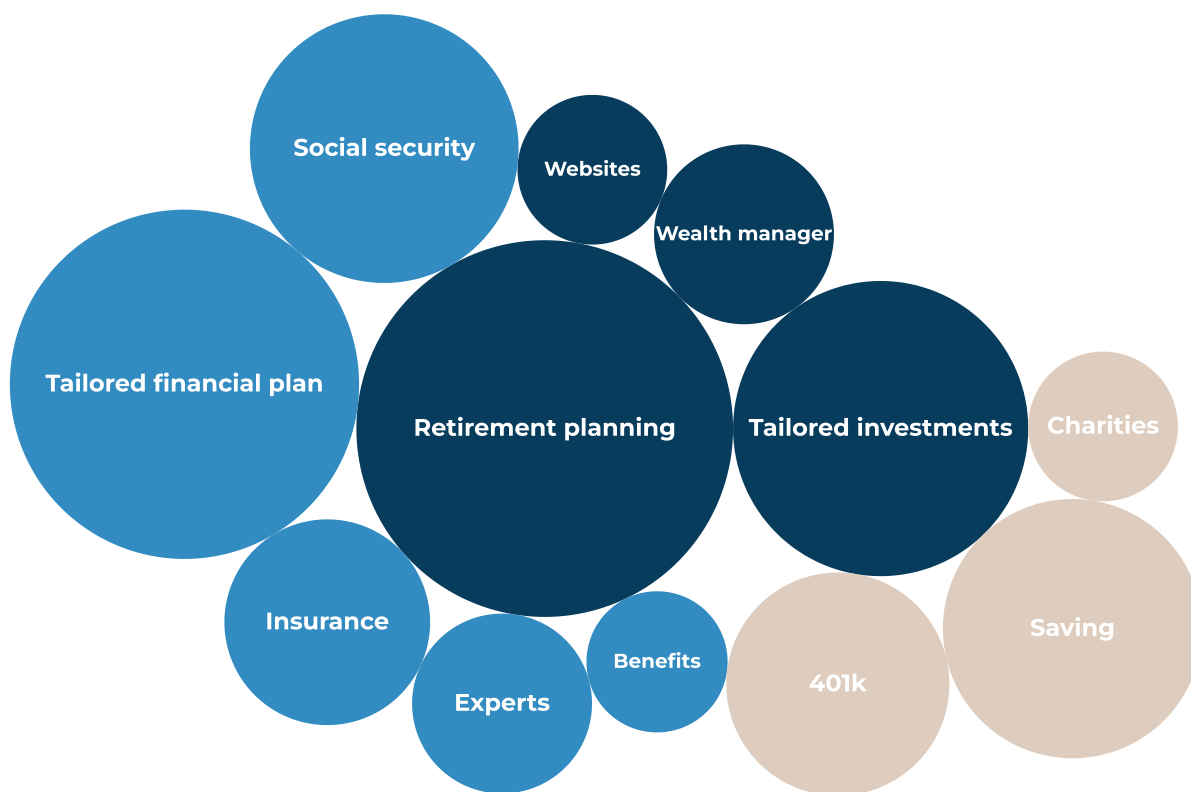 Social security
Websites
Wealth manager
Tailored financial plan
Retirement planning
Tailored investments
Charities
Insurance
Saving
Benefits
401k
Experts